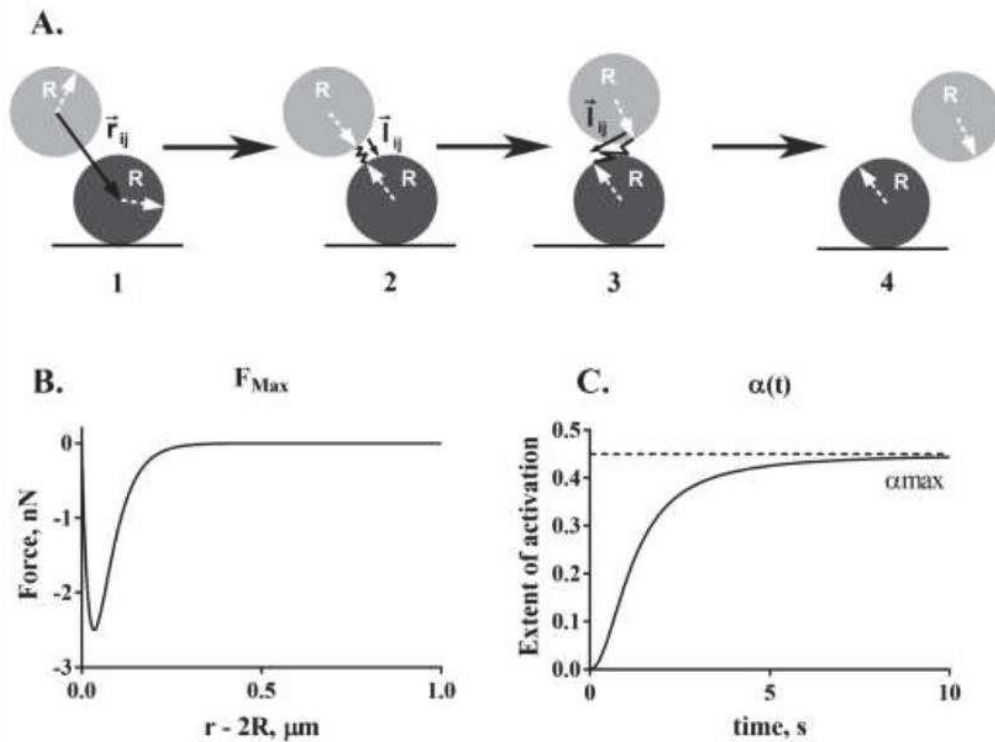 A.
R
R
r⃗ij
R
R
l⃗ij
R
R
l⃗ij
R
R
1
2
3
4
B.
FMax
0
-1
-2
-3
Force, nN
0.0
0.5
1.0
r - 2R, μm
C.
α(t)
0.5
0.4
0.3
0.2
0.1
0.0
Extent of activation
αmax
0
5
10
time, s